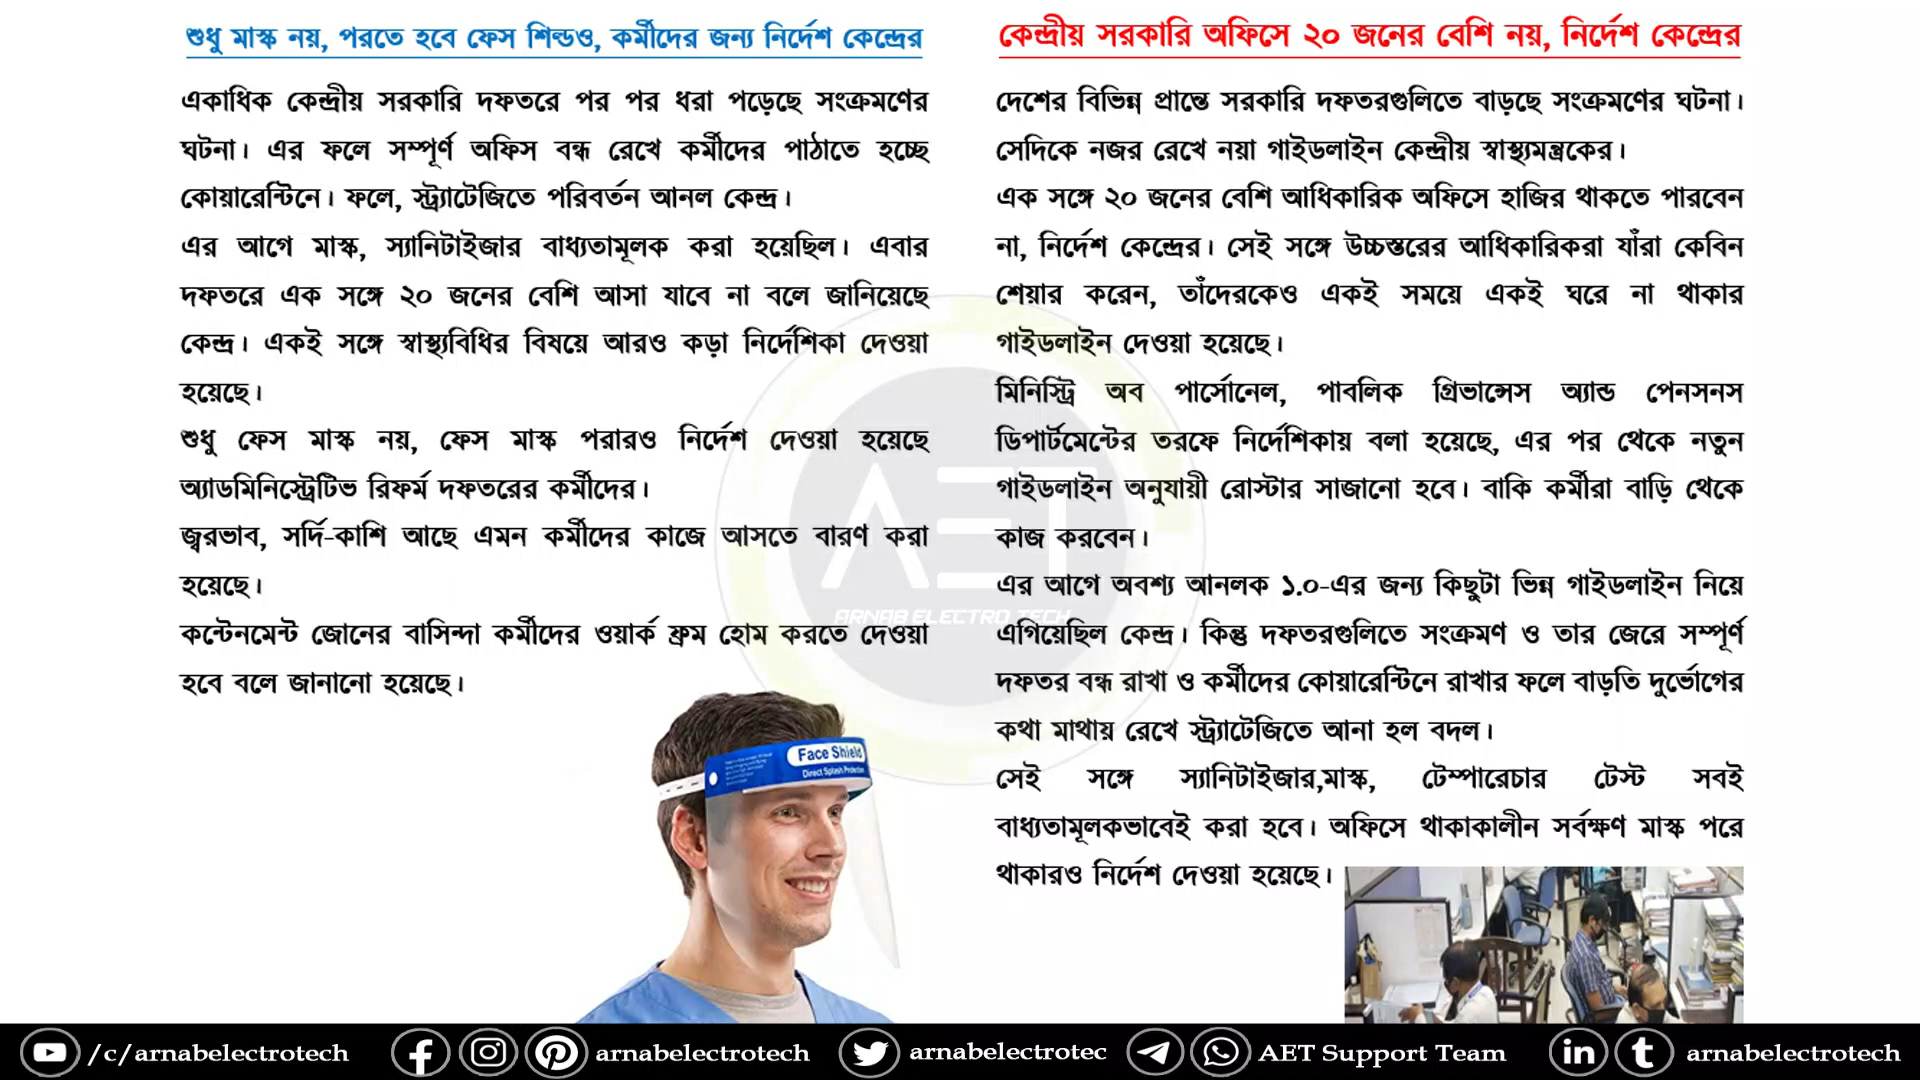 শুধু মাস্ক নয়, পরতে হবে ফেস শিল্ডও, কর্মীদের জন্য নির্দেশ কেন্দ্রের
একাধিক কেন্দ্রীয় সরকারি দফতরে পর পর ধরা পড়েছে সংক্রমণের
ঘটনা। এর ফলে সম্পূর্ণ অফিস বন্ধ রেখে কর্মীদের পাঠাতে হচ্ছে
কোয়ারেন্টিনে। ফলে, স্ট্র্যাটেজিতে পরিবর্তন আনল কেন্দ্র।
এর আগে মাস্ক, স্যানিটাইজার বাধ্যতামূলক করা হয়েছিল। এবার
দফতরে এক সঙ্গে ২০ জনের বেশি আসা যাবে না বলে জানিয়েছে
কেন্দ্র। একই সঙ্গে স্বাস্থ্যবিধির বিষয়ে আরও কড়া নির্দেশিকা দেওয়া
হয়েছে।
শুধু ফেস মাস্ক নয়, ফেস মাস্ক পরারও নির্দেশ দেওয়া হয়েছে
অ্যাডমিনিস্ট্রেটিভ রিফর্ম দফতরের কর্মীদের।
জ্বরভাব, সর্দি-কাশি আছে এমন কর্মীদের কাজে আসতে বারণ করা
হয়েছে।
কন্টেনমেন্ট জোনের বাসিন্দা কর্মীদের ওয়ার্ক ফ্রম হোম করতে দেওয়া
হবে বলে জানানো হয়েছে।
কেন্দ্রীয় সরকারি অফিসে ২০ জনের বেশি নয়, নির্দেশ কেন্দ্রের
দেশের বিভিন্ন প্রান্তে সরকারি দফতরগুলিতে বাড়ছে সংক্রমণের ঘটনা।
সেদিকে নজর রেখে নয়া গাইডলাইন কেন্দ্রীয় স্বাস্থ্যমন্ত্রকের।
এক সঙ্গে ২০ জনের বেশি আধিকারিক অফিসে হাজির থাকতে পারবেন
না, নির্দেশ কেন্দ্রের। সেই সঙ্গে উচ্চস্তরের আধিকারিকরা যাঁরা কেবিন
শেয়ার করেন, তাঁদেরকেও একই সময়ে একই ঘরে না থাকার
গাইডলাইন দেওয়া হয়েছে।
মিনিস্ট্রি অব পার্সোনেল, পাবলিক গ্রিভান্সেস অ্যান্ড পেনসনস
ডিপার্টমেন্টের তরফে নির্দেশিকায় বলা হয়েছে, এর পর থেকে নতুন
গাইডলাইন অনুযায়ী রোস্টার সাজানো হবে। বাকি কর্মীরা বাড়ি থেকে
কাজ করবেন।
এর আগে অবশ্য আনলক ১.০-এর জন্য কিছুটা ভিন্ন গাইডলাইন নিয়ে
এগিয়েছিল কেন্দ্র। কিন্তু দফতরগুলিতে সংক্রমণ ও তার জেরে সম্পূর্ণ
দফতর বন্ধ রাখা ও কর্মীদের কোয়ারেন্টিনে রাখার ফলে বাড়তি দুর্ভোগের
কথা মাথায় রেখে স্ট্র্যাটেজিতে আনা হল বদল।
সেই সঙ্গে স্যানিটাইজার,মাস্ক, টেম্পারেচার টেস্ট সবই
বাধ্যতামূলকভাবেই করা হবে। অফিসে থাকাকালীন সর্বক্ষণ মাস্ক পরে
থাকারও নির্দেশ দেওয়া হয়েছে।
AET
ARNAB ELECTRO TECH
Face Shield
Direct Splash Protection
/c/arnabelectrotech
arnabelectrotech
arnabelectrotec
AET Support Team
arnabelectrotech